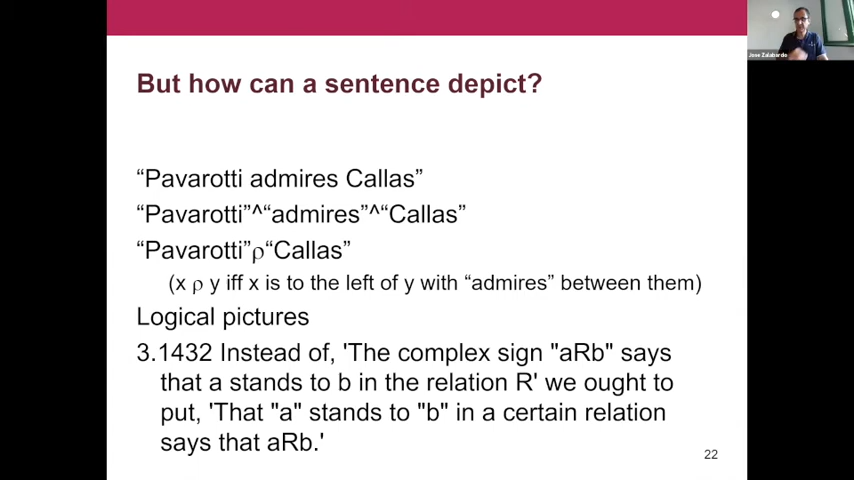 Jose Zalabardo
But how can a sentence depict?
“Pavarotti admires Callas”
“Pavarotti”^“admires”^“Callas”
“Pavarotti”ρ“Callas”
(x ρ y iff x is to the left of y with “admires” between them)
Logical pictures
3.1432 Instead of, 'The complex sign "aRb" says
that a stands to b in the relation R' we ought to
put, 'That "a" stands to "b" in a certain relation
says that aRb.'
22